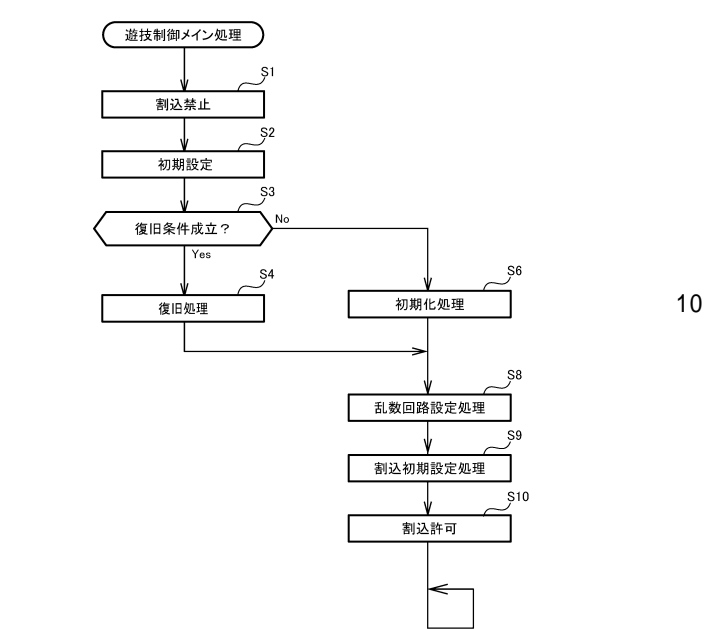 遊技制御メイン処理
S1
割込禁止
S2
初期設定
S3
復旧条件成立？
No
Yes
S4
復旧処理
S6
初期化処理
10
S8
乱数回路設定処理
S9
割込初期設定処理
S10
割込許可